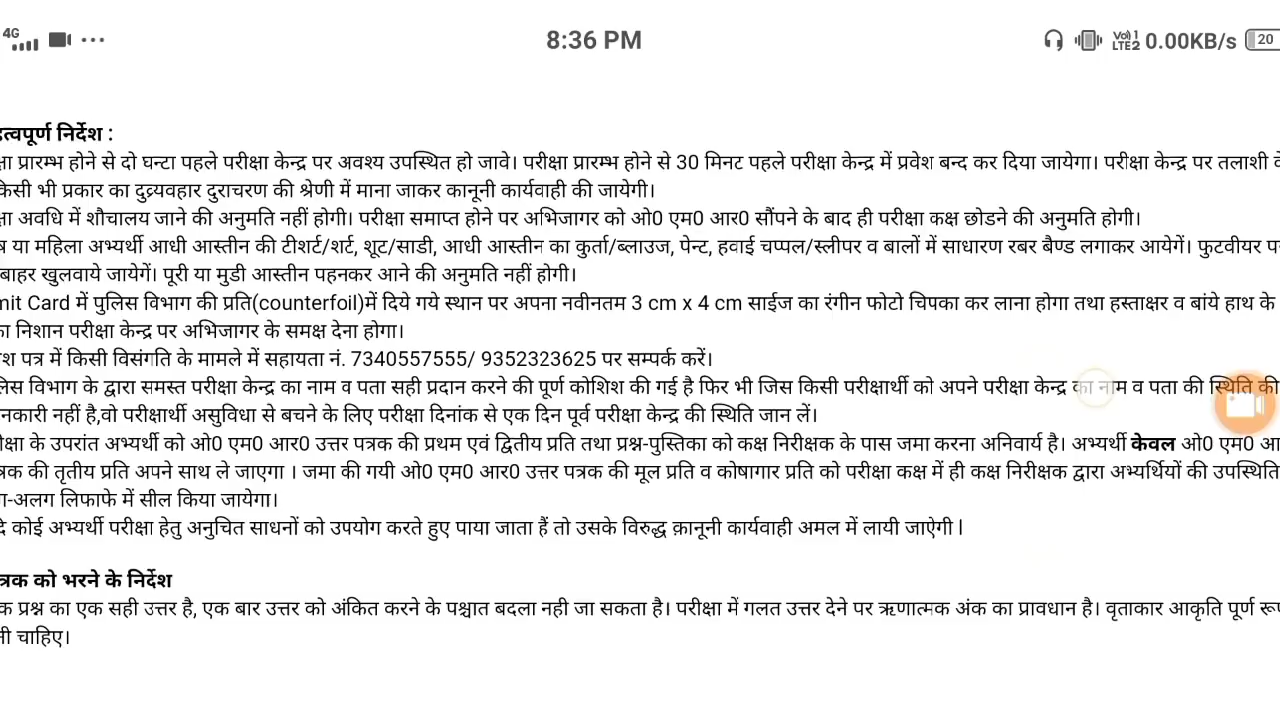 4G ... 8:36 PM Vo) 1 LTE2 0.00KB/s 20
त्वपूर्ण निर्देश :
प्रारम्भ होने से दो घन्टा पहले परीक्षा केन्द्र पर अवश्य उपस्थित हो जावे। परीक्षा प्रारम्भ होने से 30 मिनट पहले परीक्षा केन्द्र में प्रवेश बन्द कर दिया जायेगा। परीक्षा केन्द्र पर तलाशी
किसी भी प्रकार का दुव्यवहार दुराचरण की श्रेणी में माना जाकर कानूनी कार्यवाही की जायेगी।
अवधि में शौचालय जाने की अनुमति नहीं होगी। परीक्षा समाप्त होने पर अभिजागर को ओ0 एम0 आर0 सौंपने के बाद ही परीक्षा कक्ष छोडने की अनुमति होगी।
या महिला अभ्यर्थी आधी आस्तीन की टीशर्ट/शर्ट, शूट/साडी, आधी आस्तीन का कुर्ता/ब्लाउज, पेन्ट, हवाई चप्पल/स्लीपर व बालों में साधारण रबर बैण्ड लगाकर आयेगें। फुटवीयर
बाहर खुलवाये जायेगें। पूरी या मुडी आस्तीन पहनकर आने की अनुमति नहीं होगी।
mit Card में पुलिस विभाग की प्रति(counterfoil)में दिये गये स्थान पर अपना नवीनतम 3 cm x 4 cm साईज का रंगीन फोटो चिपका कर लाना होगा तथा हस्ताक्षर व बांये हाथ के
निशान परीक्षा केन्द्र पर अभिजागर के समक्ष देना होगा।
श पत्र में किसी विसंगति के मामले में सहायता नं. 7340557555/ 9352323625 पर सम्पर्क करें।
लिस विभाग के द्वारा समस्त परीक्षा केन्द्र का नाम व पता सही प्रदान करने की पूर्ण कोशिश की गई है फिर भी जिस किसी परीक्षार्थी को अपने परीक्षा केन्द्र का नाम व पता की स्थिति की
नकारी नहीं है,वो परीक्षार्थी असुविधा से बचने के लिए परीक्षा दिनांक से एक दिन पूर्व परीक्षा केन्द्र की स्थिति जान लें।
क्षा के उपरांत अभ्यर्थी को ओ0 एम0 आर0 उत्तर पत्रक की प्रथम एवं द्वितीय प्रति तथा प्रश्न-पुस्तिका को कक्ष निरीक्षक के पास जमा करना अनिवार्य है। अभ्यर्थी केवल ओ0 एम0 आ
त्रक की तृतीय प्रति अपने साथ ले जाएगा । जमा की गयी ओ0 एम0 आर0 उत्तर पत्रक की मूल प्रति व कोषागार प्रति को परीक्षा कक्ष में ही कक्ष निरीक्षक द्वारा अभ्यर्थियों की उपस्थिति
-अलग लिफाफे में सील किया जायेगा।
कोई अभ्यर्थी परीक्षा हेतु अनुचित साधनों को उपयोग करते हुए पाया जाता हैं तो उसके विरुद्ध क़ानूनी कार्यवाही अमल में लायी जाऐगी |
त्रक को भरने के निर्देश
क प्रश्न का एक सही उत्तर है, एक बार उत्तर को अंकित करने के पश्चात बदला नही जा सकता है। परीक्षा में गलत उत्तर देने पर ऋणात्मक अंक का प्रावधान है। वृताकार आकृति पूर्ण
नी चाहिए।